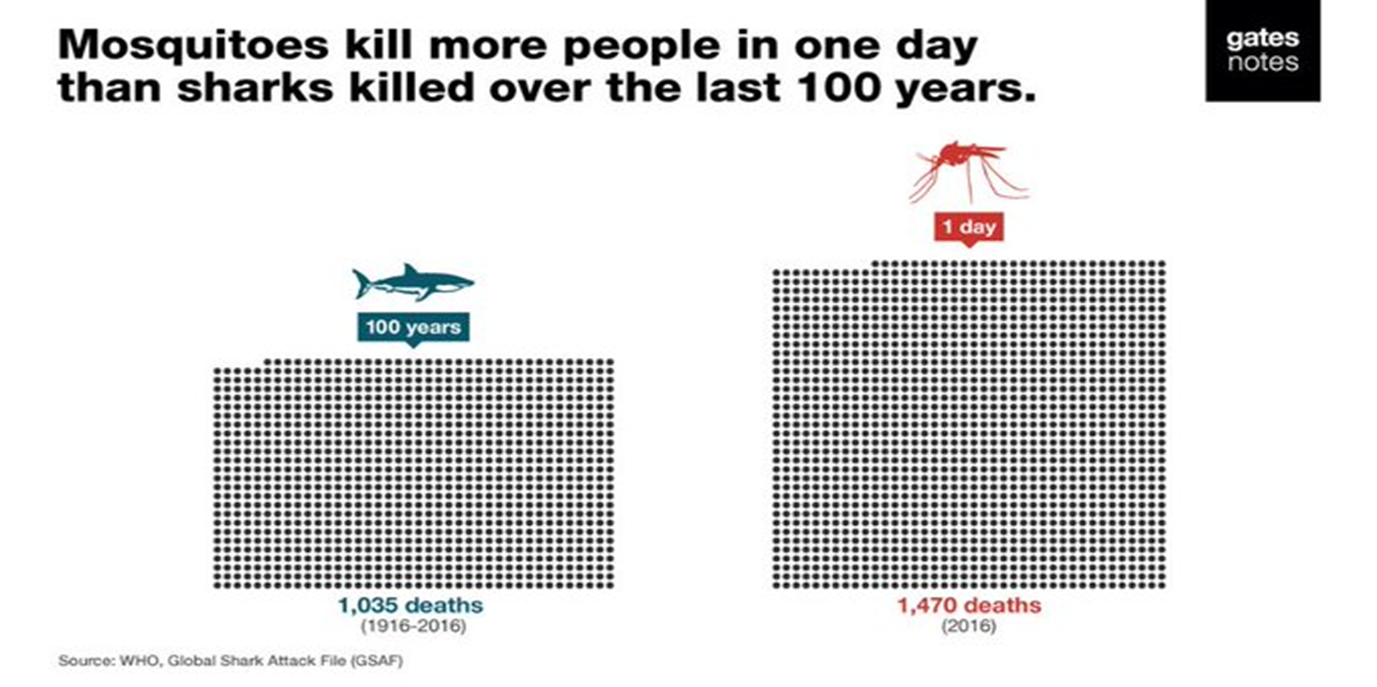 Mosquitoes kill more people in one day
than sharks killed over the last 100 years.
gates
notes
1 day
100 years
1,035 deaths
(1916-2016)
1,470 deaths
(2016)
Source: WHO, Global Shark Attack File (GSAF)